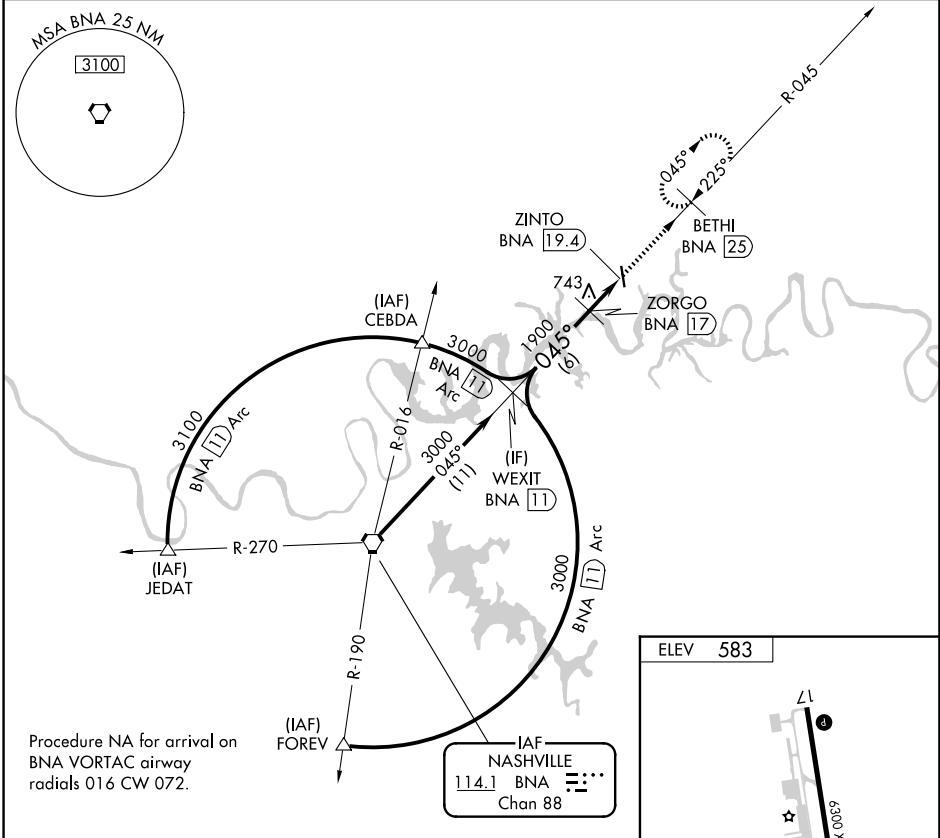 MSA BNA 25 NM
3100
R-045
045°
225°
ZINTO
BNA 19.4
BETHI
BNA 25
743
ZORGO
BNA 17
(IAF)
CEBDA
3000
BNA 11
Arc
1900
045°
(6)
3100
BNA 11 Arc
R-016
3000
045°
(11)
(IF)
WEXIT
BNA 11
R-270
(IAF)
JEDAT
3000
BNA 11 Arc
R-190
(IAF)
FOREV
Procedure NA for arrival on
BNA VORTAC airway
radials 016 CW 072.
IAF
NASHVILLE
114.1 BNA
Chan 88
ELEV 583
17
P
6300 X